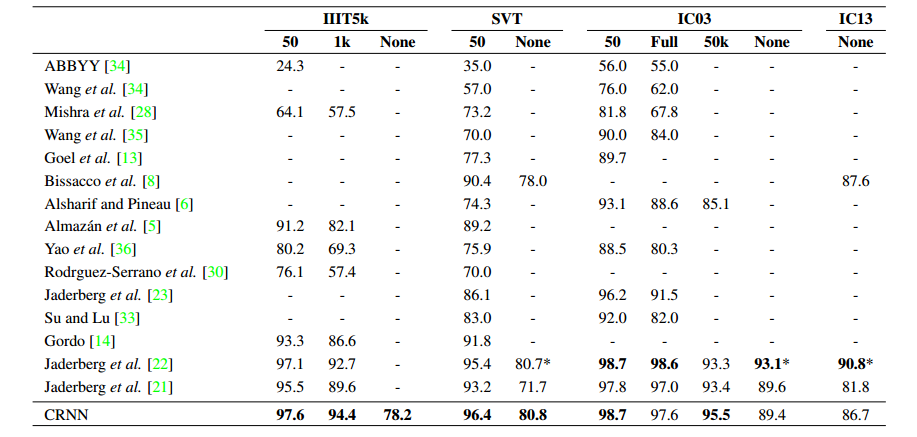 IIIT5k SVT IC03 IC13
50 1k None 50 None 50 Full 50k None None
ABBYY [34] 24.3 - - 35.0 - 56.0 55.0 - - -
Wang et al. [34] - - - 57.0 - 76.0 62.0 - - -
Mishra et al. [28] 64.1 57.5 - 73.2 - 81.8 67.8 - - -
Wang et al. [35] - - - 70.0 - 90.0 84.0 - - -
Goel et al. [13] - - - 77.3 - 89.7 - - - -
Bissacco et al. [8] - - - 90.4 78.0 - - - - 87.6
Alsharif and Pineau [6] - - - 74.3 - 93.1 88.6 85.1 - -
Almazán et al. [5] 91.2 82.1 - 89.2 - - - - - -
Yao et al. [36] 80.2 69.3 - 75.9 - 88.5 80.3 - - -
Rodrguez-Serrano et al. [30] 76.1 57.4 - 70.0 - - - - - -
Jaderberg et al. [23] - - - 86.1 - 96.2 91.5 - - -
Su and Lu [33] - - - 83.0 - 92.0 82.0 - - -
Gordo [14] 93.3 86.6 - 91.8 - - - - - -
Jaderberg et al. [22] 97.1 92.7 - 95.4 80.7* 98.7 98.6 93.3 93.1* 90.8*
Jaderberg et al. [21] 95.5 89.6 - 93.2 71.7 97.8 97.0 93.4 89.6 81.8
CRNN 97.6 94.4 78.2 96.4 80.8 98.7 97.6 95.5 89.4 86.7